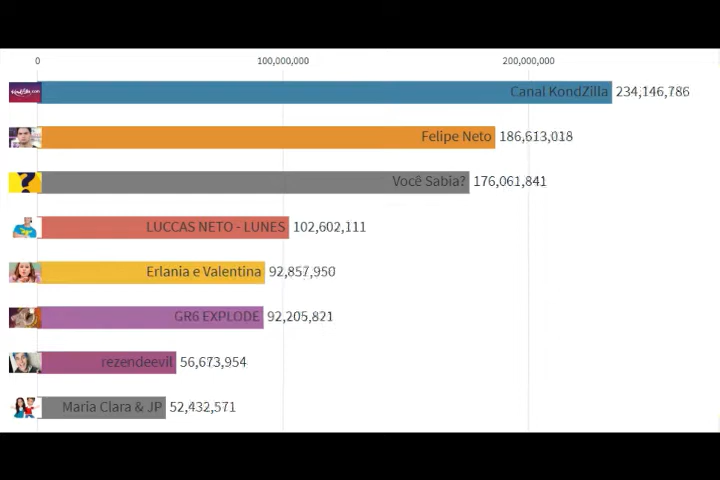 0 100,000,000 200,000,000
Canal KondZilla 234,146,786
Felipe Neto 186,613,018
Você Sabia? 176,061,841
LUCCAS NETO - LUNES 102,602,111
Erlania e Valentina 92,857,950
GR6 EXPLODE 92,205,821
rezendeevil 56,673,954
Maria Clara & JP 52,432,571